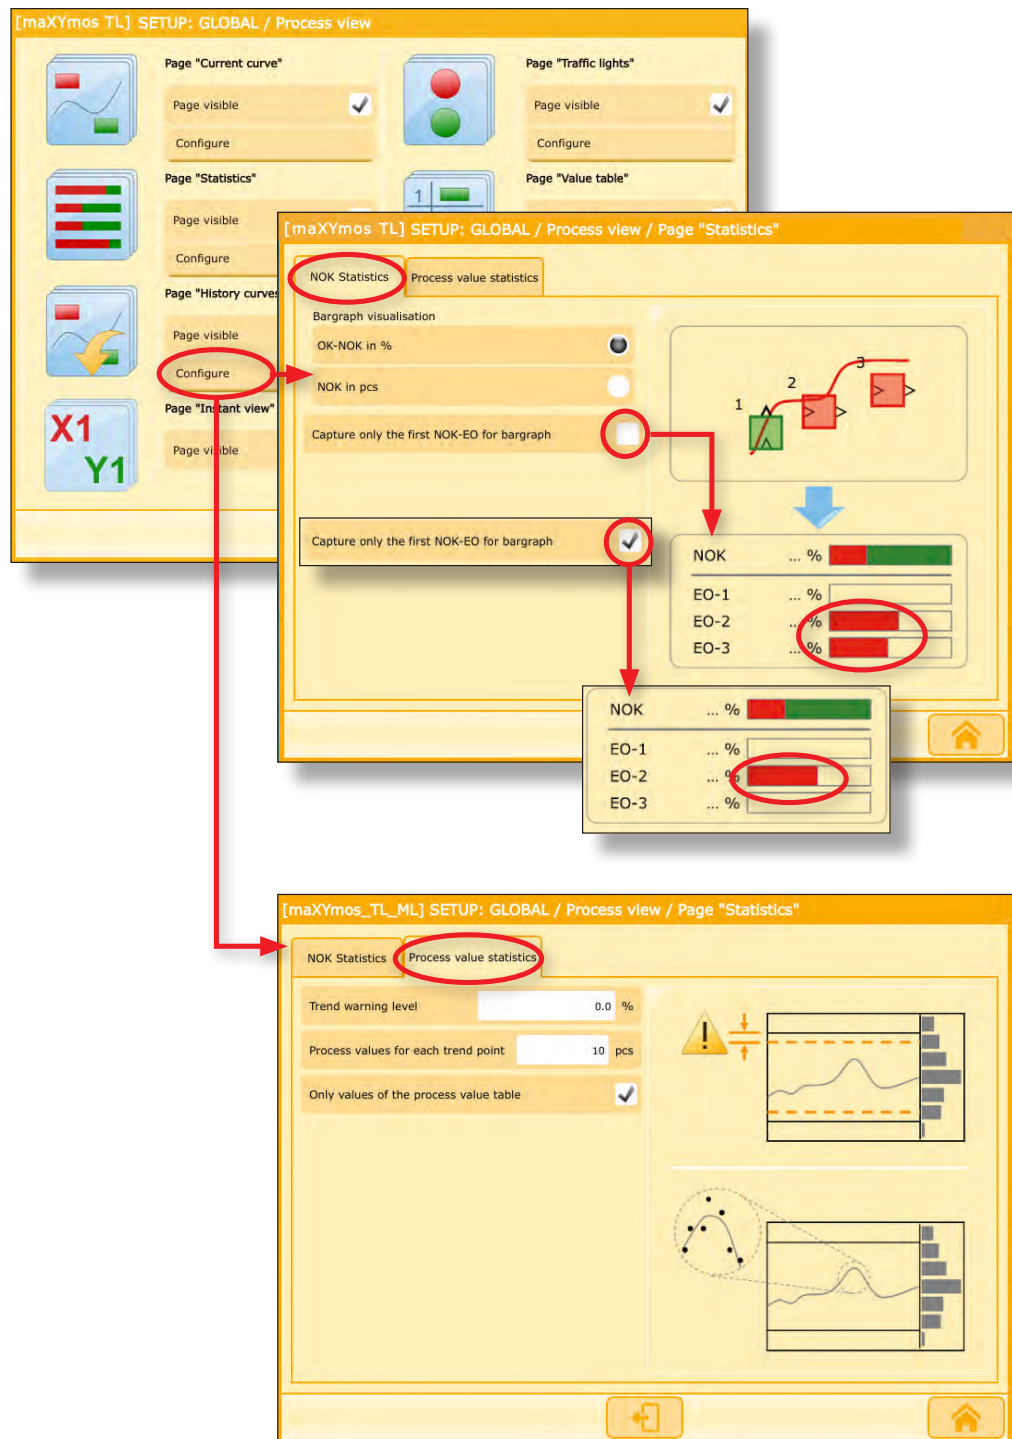 [maXYmos TL] SETUP: GLOBAL / Process view
Page "Current curve"
Page visible
Configure
Page "Traffic lights"
Page visible
Configure
Page "Statistics"
Page visible
Configure
Page "Value table"
1
Page "History curves
Page visible
Configure
Page "Instant view"
Page visible
X1
Y1
[maXYmos TL] SETUP: GLOBAL / Process view / Page "Statistics"
NOK Statistics
Process value statistics
Bargraph visualisation
OK-NOK in %
NOK in pcs
Capture only the first NOK-EO for bargraph
Capture only the first NOK-EO for bargraph
1
2
3
NOK ... %
EO-1 ... %
EO-2 ... %
EO-3 ... %
NOK ... %
EO-1 ... %
EO-2 ... %
EO-3 ... %
[maXYmos_TL_ML] SETUP: GLOBAL / Process view / Page "Statistics"
NOK Statistics
Process value statistics
Trend warning level 0.0 %
Process values for each trend point 10 pcs
Only values of the process value table
!